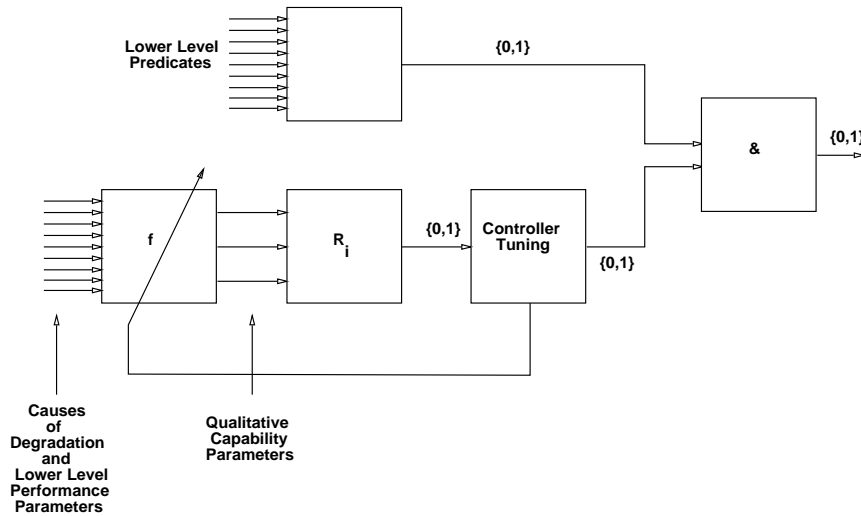 Lower Level
Predicates
{0,1}
&
{0,1}
f
R i
{0,1}
Controller
Tuning
{0,1}
Causes
of
Degradation
and
Lower Level
Performance
Parameters
Qualitative
Capability
Parameters